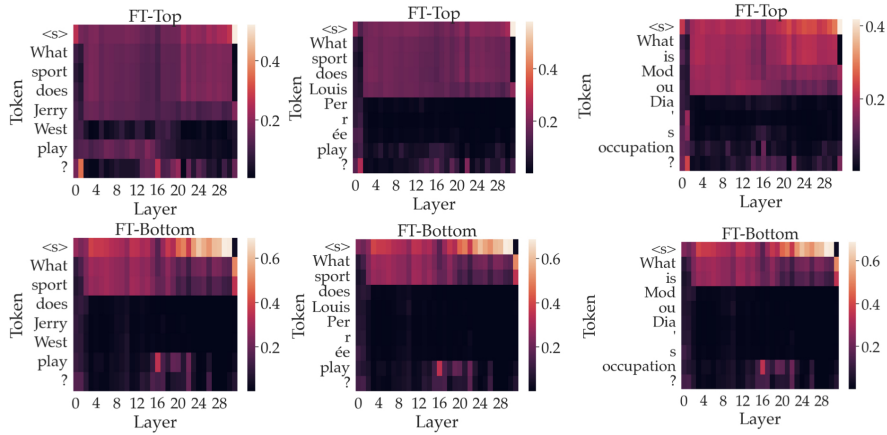 FT-Top
Token
<s>
What
sport
does
Jerry
West
play
?
0 4 8 12 16 20 24 28
Layer
0.4
0.2
FT-Top
Token
<s>
What
sport
does
Louis
Per
r
ée
play
?
0 4 8 12 16 20 24 28
Layer
0.4
0.2
FT-Top
Token
<s>
What
is
Mod
ou
Dia
'
s
occupation
?
0 4 8 12 16 20 24 28
Layer
0.4
0.2
FT-Bottom
Token
<s>
What
sport
does
Jerry
West
play
?
0 4 8 12 16 20 24 28
Layer
0.6
0.4
0.2
FT-Bottom
Token
<s>
What
sport
does
Louis
Per
r
ée
play
?
0 4 8 12 16 20 24 28
Layer
0.6
0.4
0.2
FT-Bottom
Token
<s>
What
is
Mod
ou
Dia
'
s
occupation
?
0 4 8 12 16 20 24 28
Layer
0.6
0.4
0.2